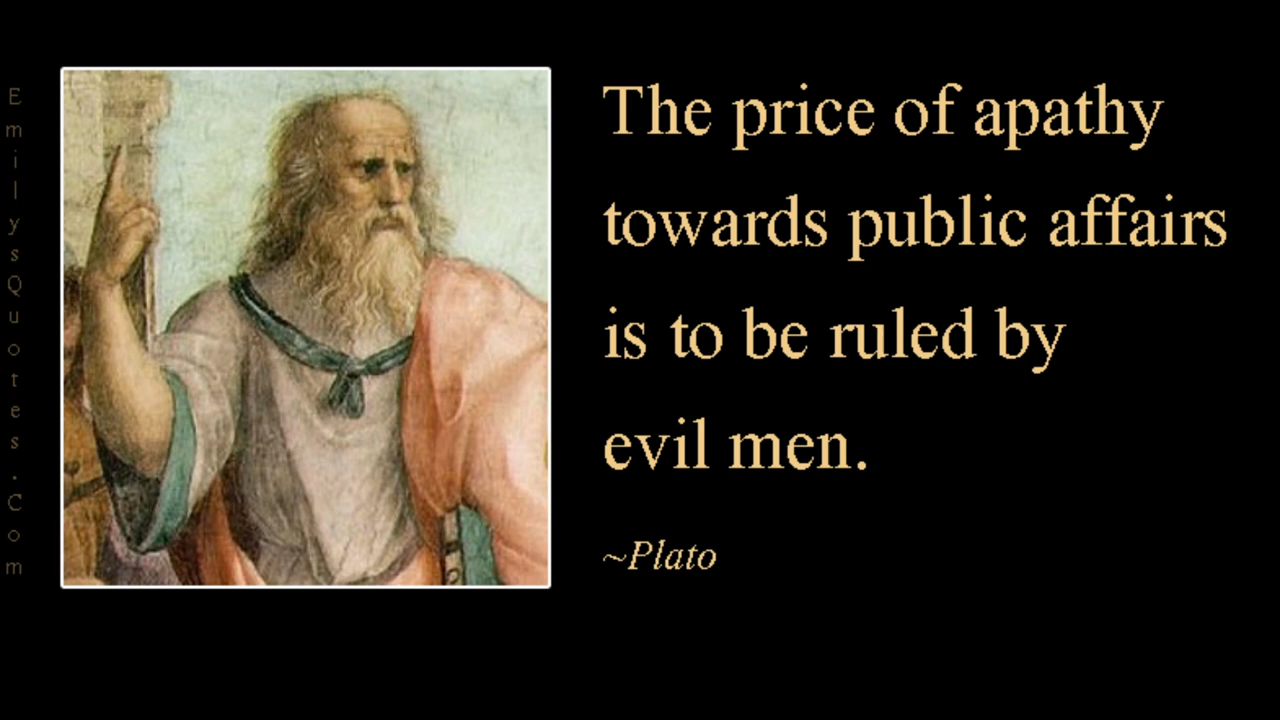 EmilysQuotes.Com
The price of apathy
towards public affairs
is to be ruled by
evil men.
~Plato